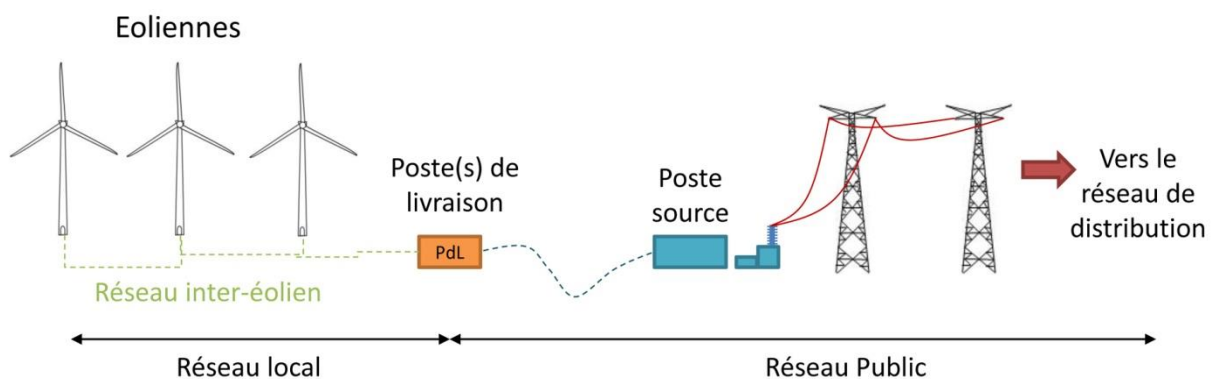 Eoliennes
Poste(s) de
livraison
PdL
Poste
source
Vers le
réseau de
distribution
Réseau inter-éolien
Réseau local
Réseau Public